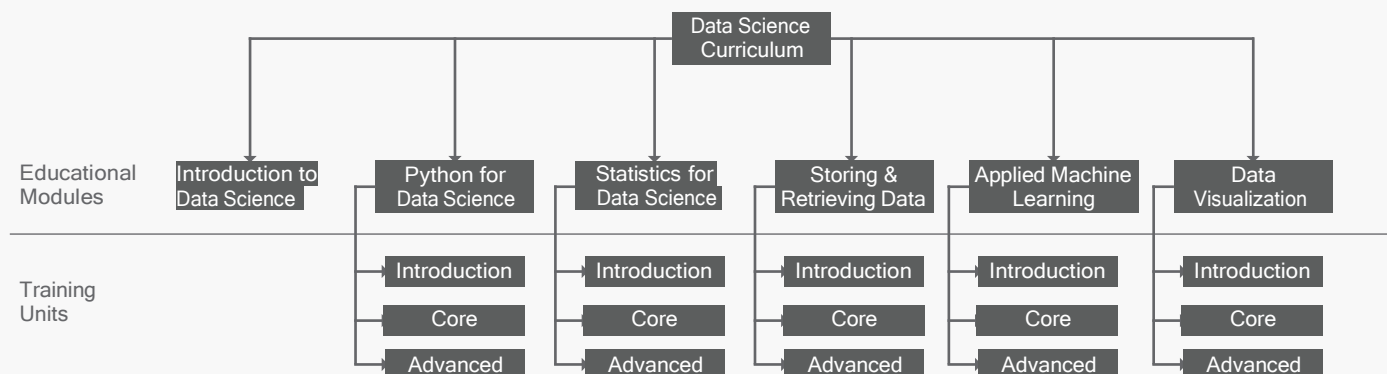 Data Science
Curriculum
Educational
Modules
Introduction to
Data Science
Python for
Data Science
Statistics for
Data Science
Storing &
Retrieving Data
Applied Machine
Learning
Data
Visualization
Training
Units
Introduction
Introduction
Introduction
Introduction
Introduction
Core
Core
Core
Core
Core
Advanced
Advanced
Advanced
Advanced
Advanced